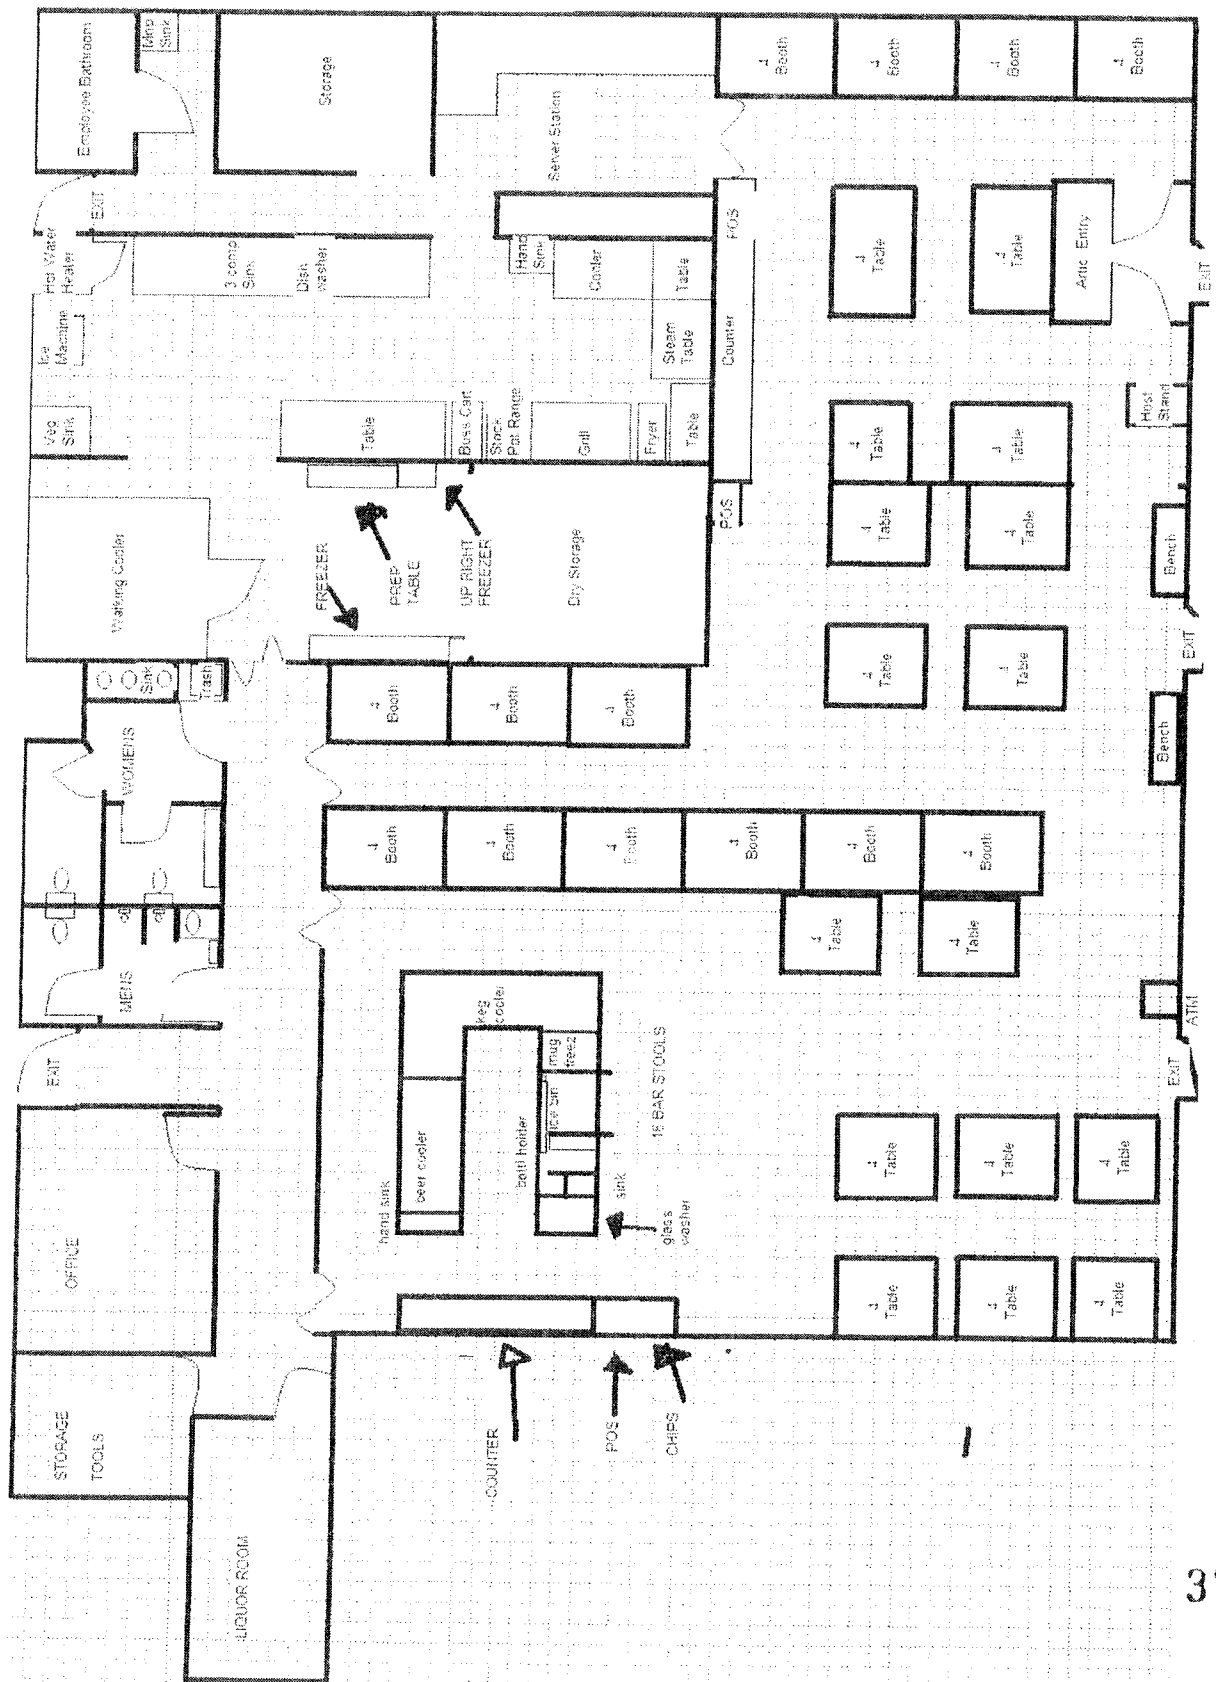 Employee Bathroom
Mop
Sink
Storage
Server Station
4
Booth
4
Booth
4
Booth
4
Booth
EXIT
Hot Water
Heater
Ice
Machine
Veg
Sink
3 comp
Sink
Dish
washer
Hand
Sink
Cooler
Table
Steam
Table
Table
Buss Cart
Stock
Pot Range
Grill
Fryer
Table
POS
Counter
POS
4
Table
4
Table
Artic Entry
EXIT
4
Table
4
Table
Host
Stand
4
Table
4
Table
Bench
Walking Cooler
FREEZER
PREP
TABLE
UP RIGHT
FREEZER
Dry Storage
4
Table
4
Table
EXIT
Sink
Trash
WOMENS
4
Booth
4
Booth
4
Booth
Bench
4
Booth
4
Booth
4
Booth
4
Booth
4
Booth
4
Booth
4
Table
4
Table
MENS
ATM
EXIT
EXIT
keg
cooler
mug
freez
ice bin
beer cooler
bottl holder
hand sink
sink
glass
washer
18 BAR STOOLS
4
Table
4
Table
4
Table
4
Table
4
Table
4
Table
OFFICE
STORAGE
TOOLS
LIQUOR ROOM
COUNTER
POS
CHIPS